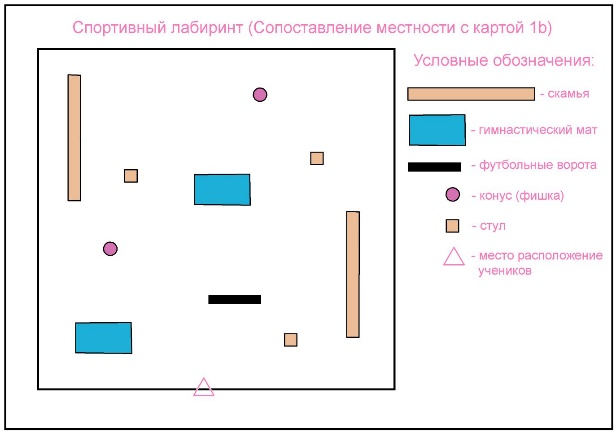 Спортивный лабиринт (Сопоставление местности с картой 1b)
Условные обозначения:
- скамья
- гимнастический мат
- футбольные ворота
- конус (фишка)
- стул
- место расположение
учеников